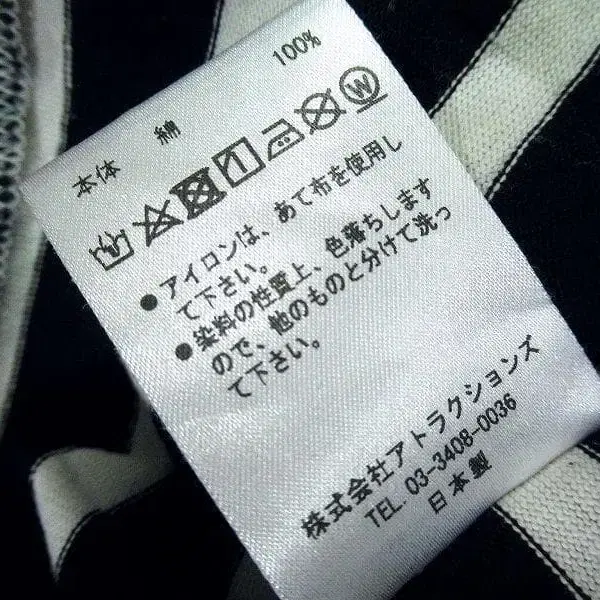 本体 綿 100%
W
●アイロンは、あて布を使用し
て下さい。
●染料の性質上、色落ちします
ので、他のものと分けて洗っ
て下さい。
株式会社アトラクションズ
TEL. 03-3408-0036
日本製